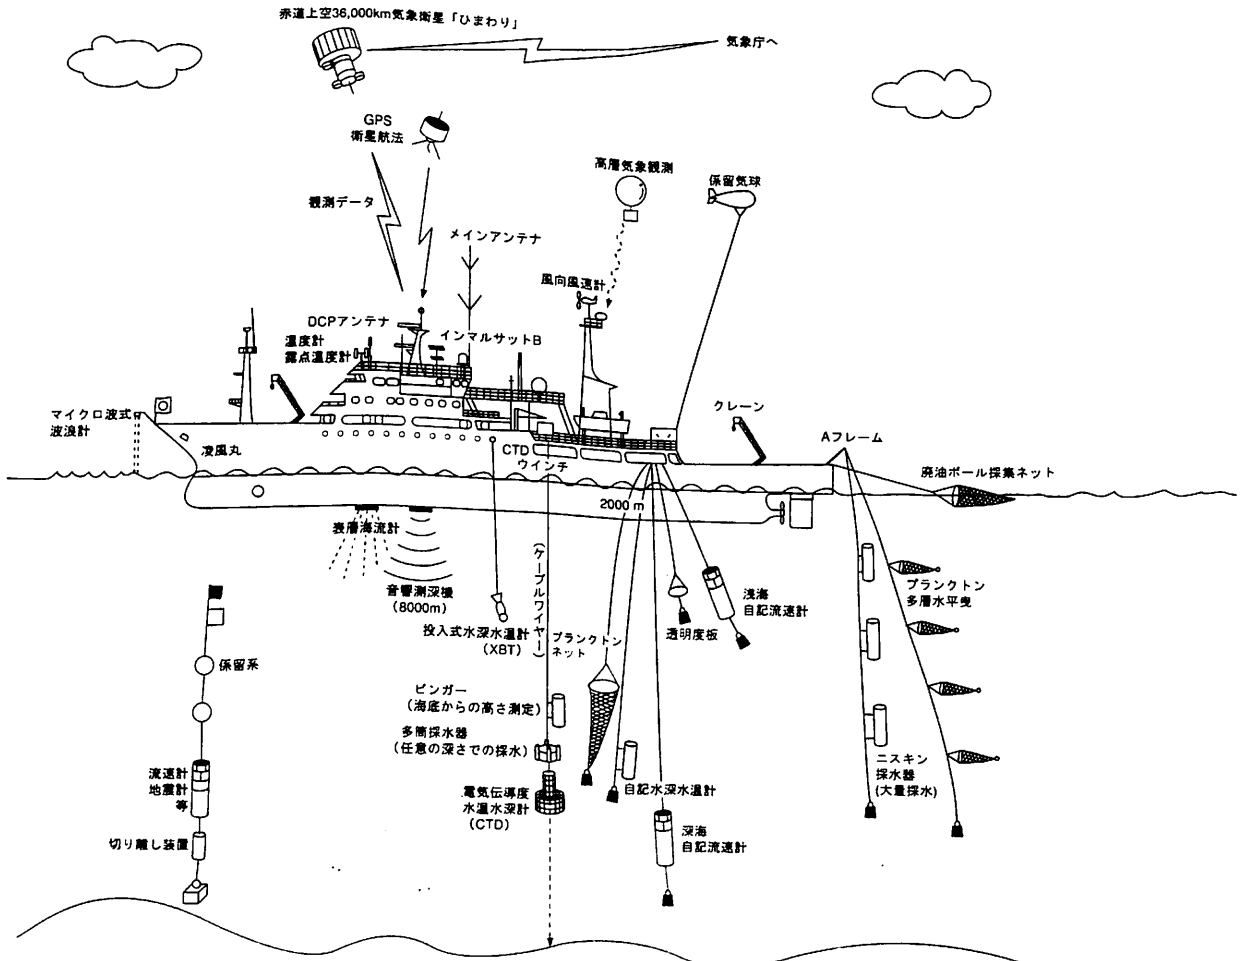 赤道上空36,000km気象衛星「ひまわり」
気象庁へ
GPS
衛星航法
高層気象観測
係留気球
観測データ
メインアンテナ
風向風速計
DCPアンテナ
インマルサットB
温度計
露点温度計
マイクロ波式
波浪計
クレーン
Aフレーム
凌風丸
CTD
ウインチ
廃油ボール採集ネット
2000m
表層海流計
音響測深機
(8000m)
(ケーブルワイヤー)
投入式水深水温計
(XBT)
プランクトン
ネット
透明度板
浅海
自記流速計
プランクトン
多層水平曳
係留系
ピンガー
(海底からの高さ測定)
多筒採水器
(任意の深さでの採水)
電気伝導度
水温水深計
(CTD)
自記水深水温計
ニスキン
採水器
(大量採水)
流速計
地震計
等
深海
自記流速計
切り離し装置